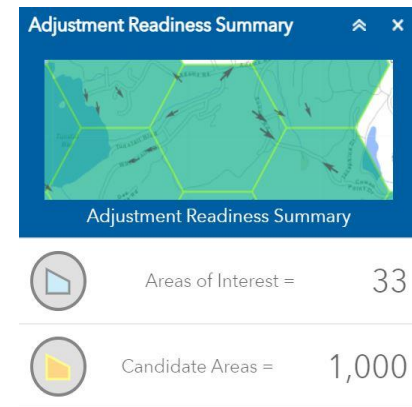 Adjustment Readiness Summary
Adjustment Readiness Summary
Areas of Interest = 33
Candidate Areas = 1,000